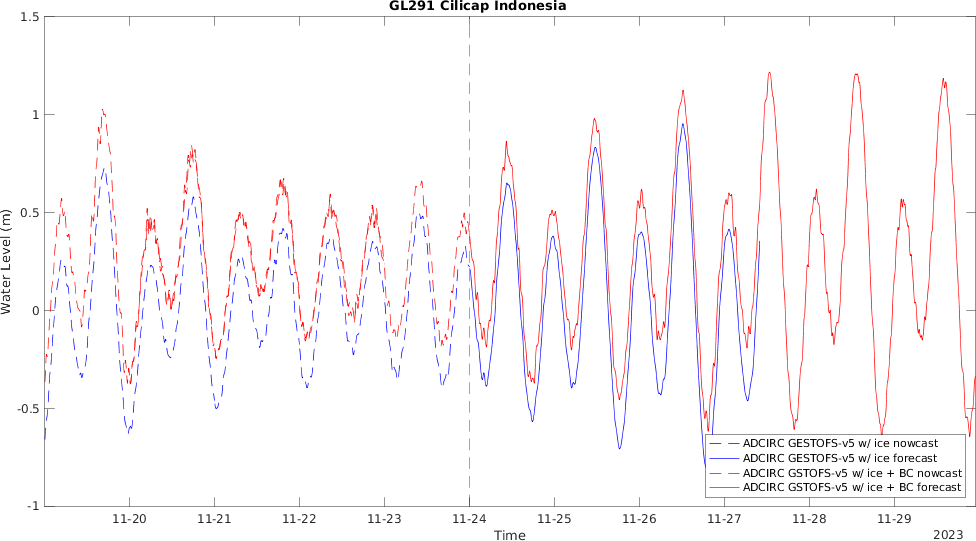 GL291 Cilicap Indonesia
1.5
1
0.5
0
-0.5
-1
Water Level (m)
ADCIRC GESTOFS-v5 w/ ice nowcast
ADCIRC GESTOFS-v5 w/ ice forecast
ADCIRC GSTOFS-v5 w/ ice + BC nowcast
ADCIRC GSTOFS-v5 w/ ice + BC forecast
11-20 11-21 11-22 11-23 11-24 11-25 11-26 11-27 11-28 11-29
Time
2023